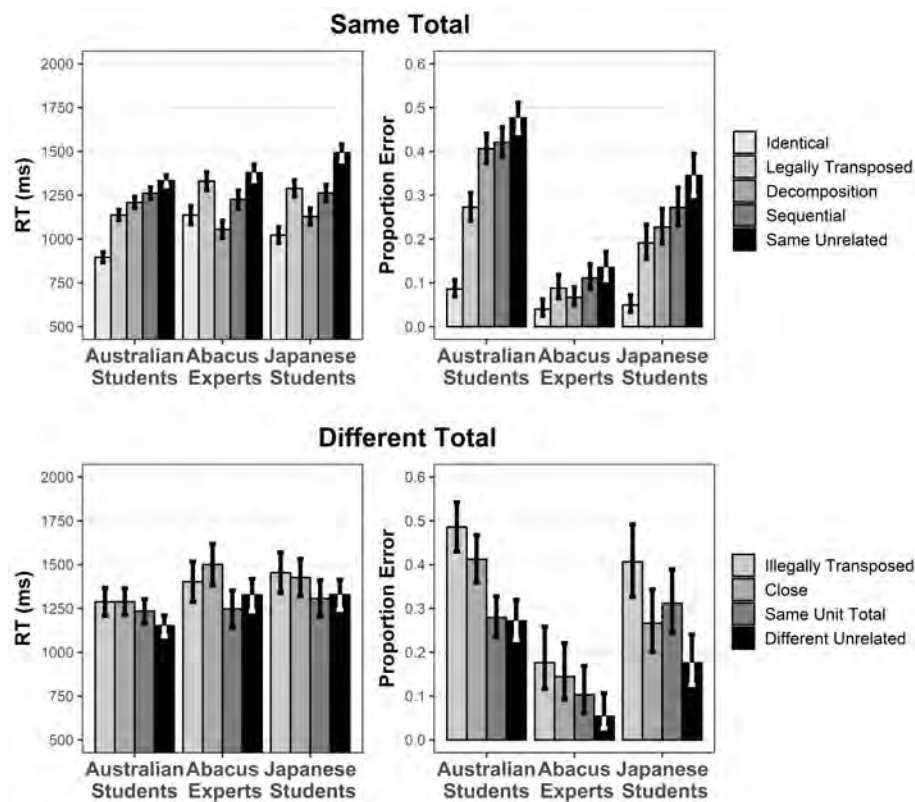 Same Total
RT (ms)
2000
1750
1500
1250
1000
750
500
Australian Students
Abacus Experts
Japanese Students
Proportion Error
0.6
0.5
0.4
0.3
0.2
0.1
0.0
Australian Students
Abacus Experts
Japanese Students
Identical
Legally Transposed
Decomposition
Sequential
Same Unrelated
Different Total
RT (ms)
2000
1750
1500
1250
1000
750
500
Australian Students
Abacus Experts
Japanese Students
Proportion Error
0.6
0.5
0.4
0.3
0.2
0.1
0.0
Australian Students
Abacus Experts
Japanese Students
Illegally Transposed
Close
Same Unit Total
Different Unrelated